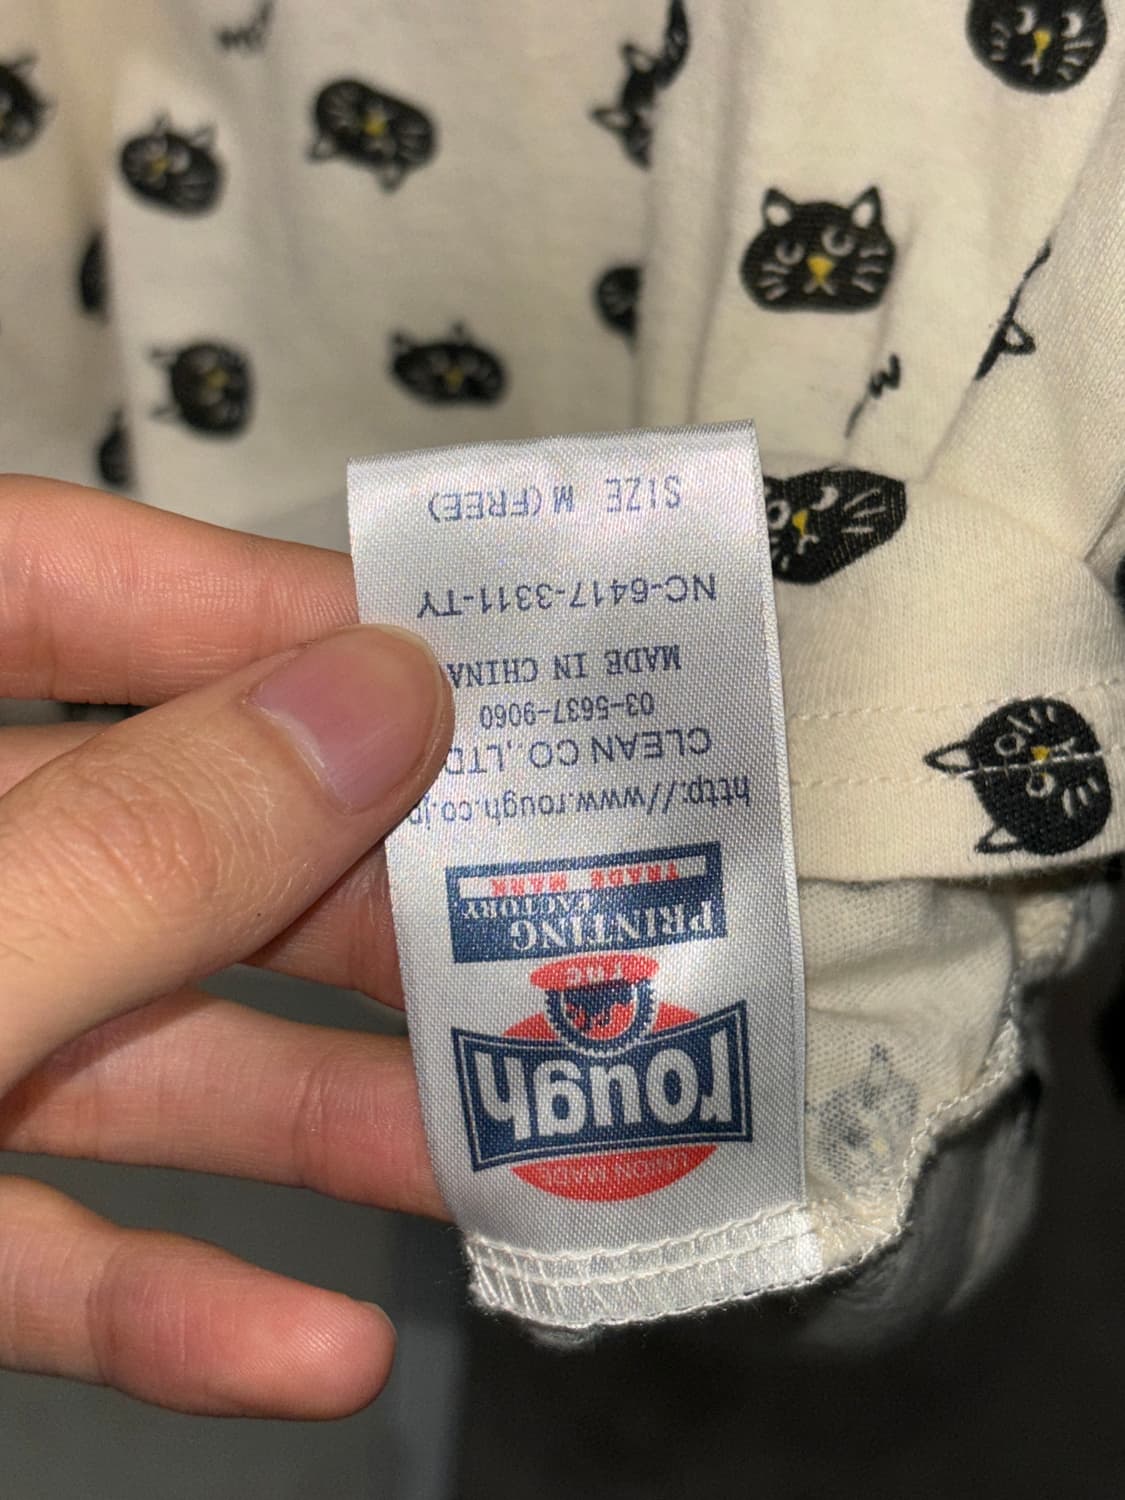 rough
PRINTING
FACTORY
TRADE MARK
http://www.rough.co.jp
CLEAN CO.,LTD
03-5637-9060
MADE IN CHINA
NC-6417-3311-TY
SIZE M(FREE)